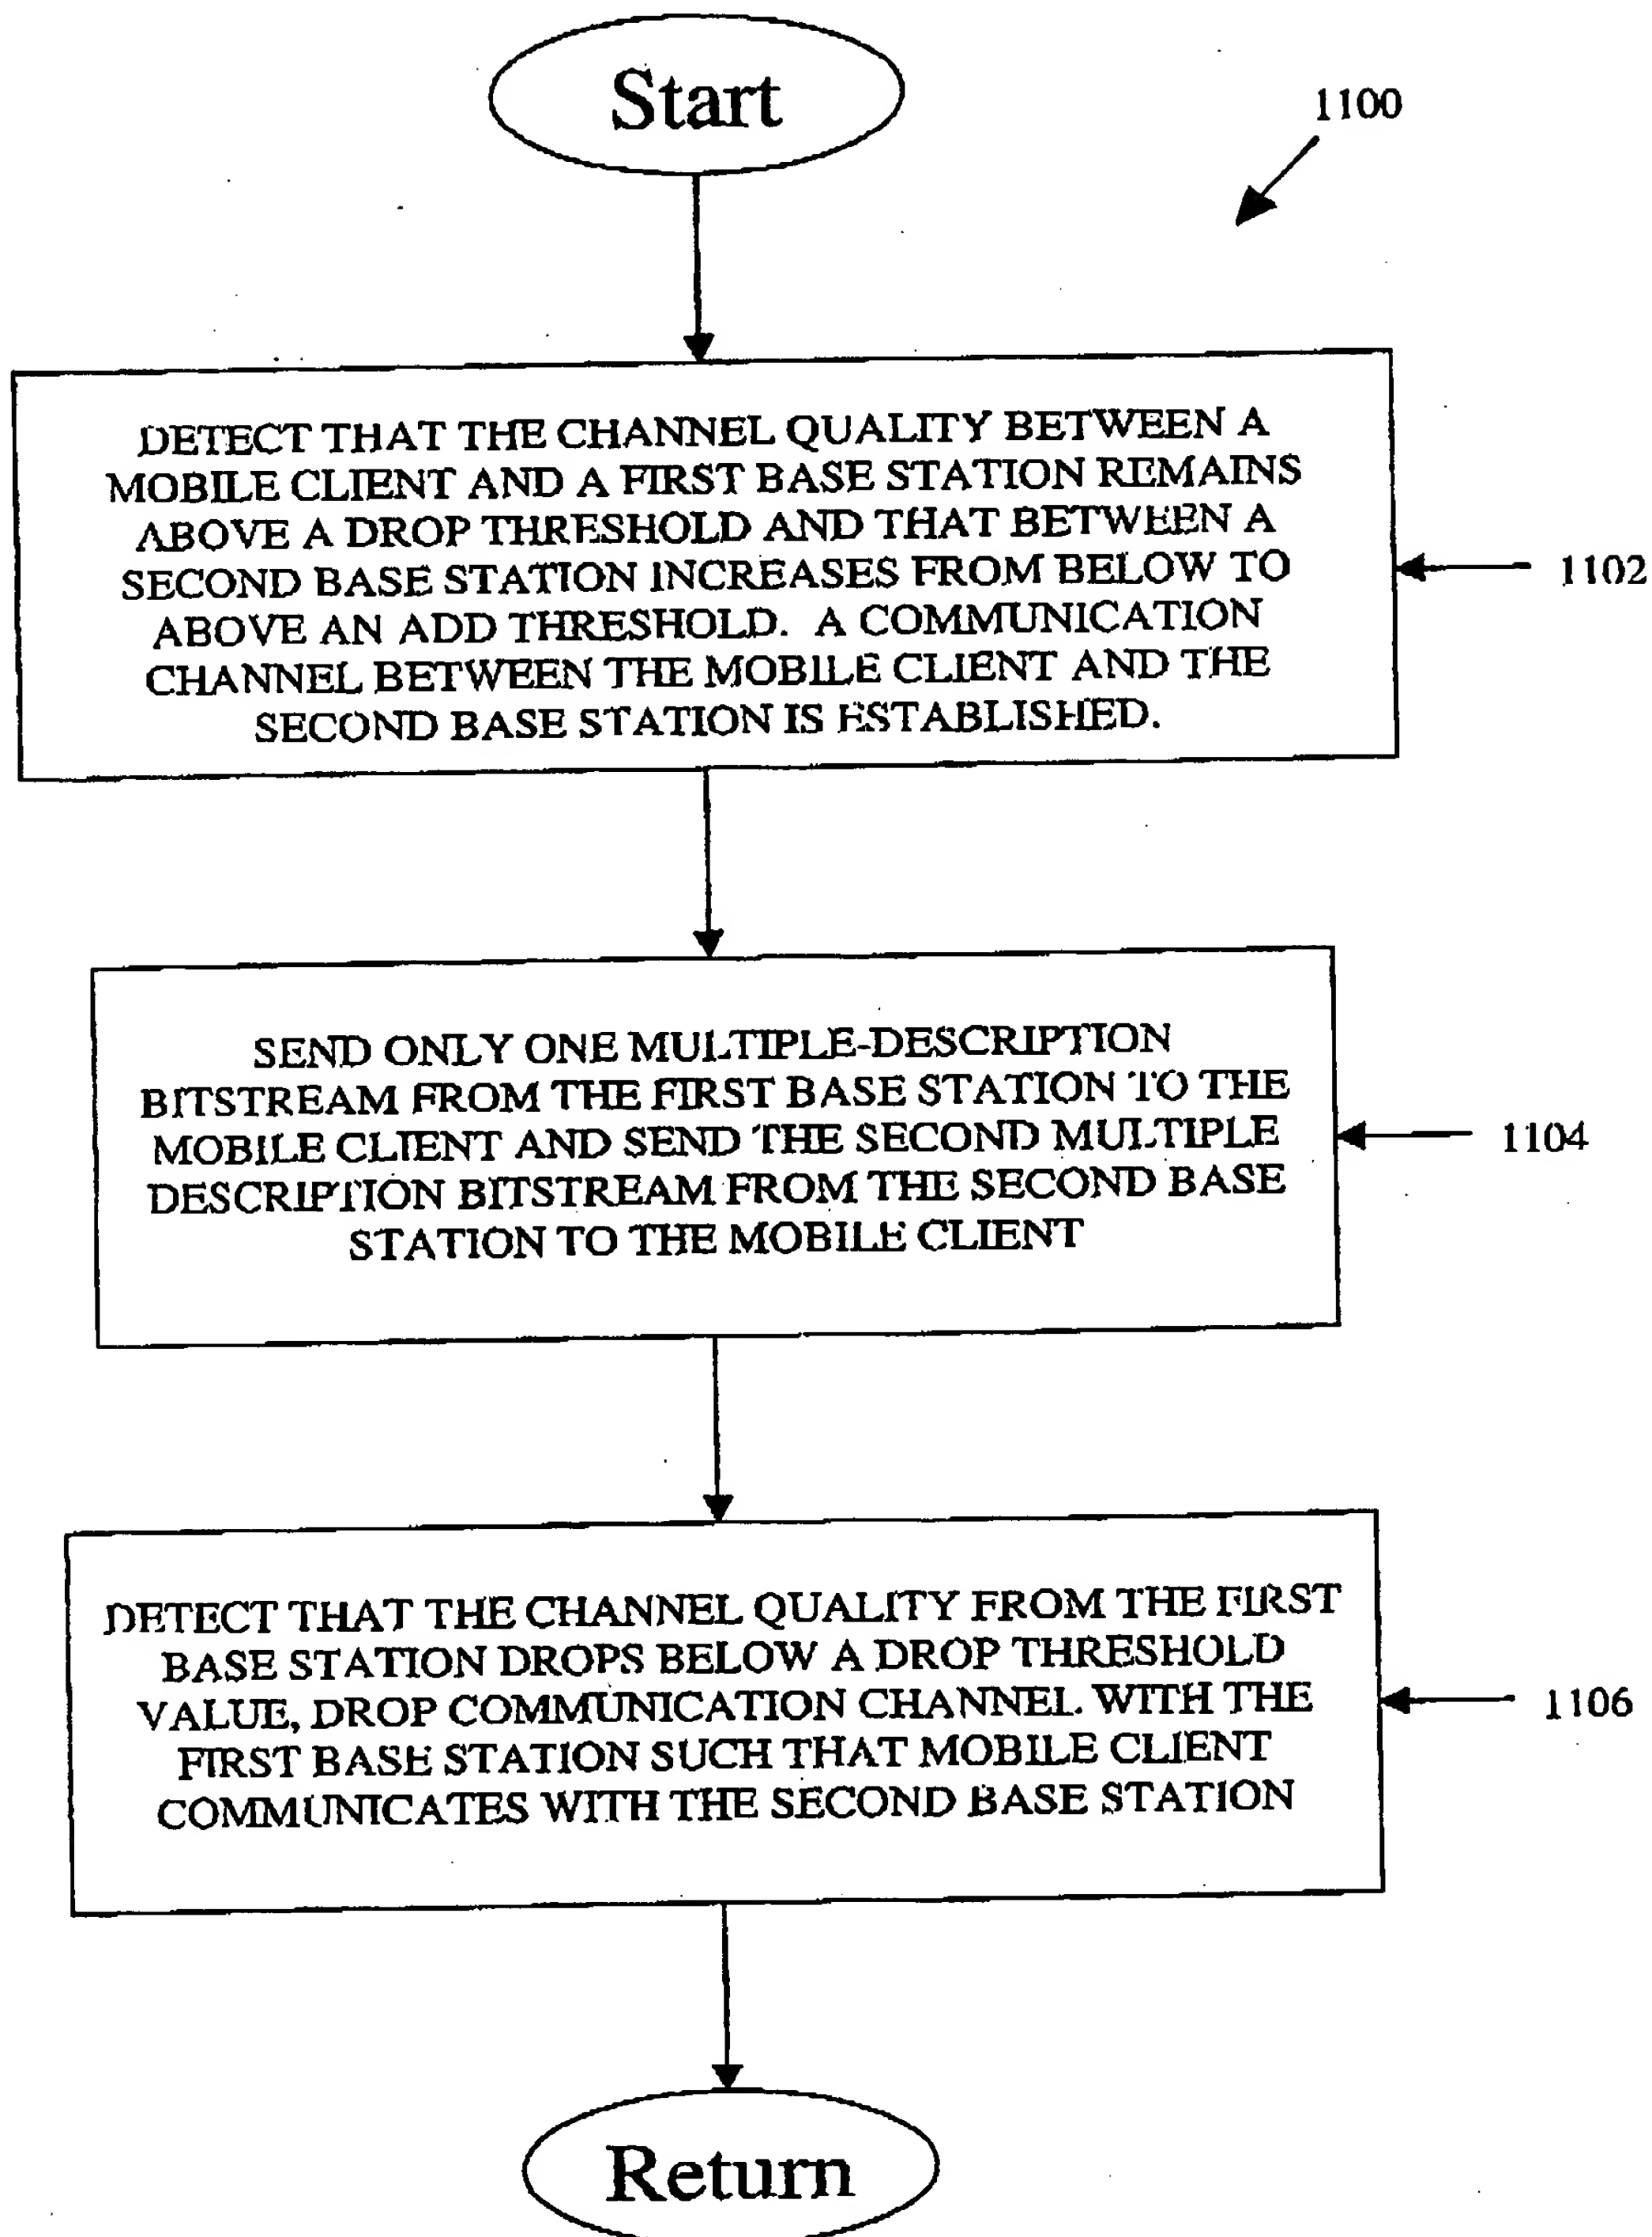 Start
1100
DETECT THAT THE CHANNEL QUALITY BETWEEN A
MOBILE CLIENT AND A FIRST BASE STATION REMAINS
ABOVE A DROP THRESHOLD AND THAT BETWEEN A
SECOND BASE STATION INCREASES FROM BELOW TO
ABOVE AN ADD THRESHOLD. A COMMUNICATION
CHANNEL BETWEEN THE MOBILE CLIENT AND THE
SECOND BASE STATION IS ESTABLISHED.
1102
SEND ONLY ONE MULTIPLE-DESCRIPTION
BITSTREAM FROM THE FIRST BASE STATION TO THE
MOBILE CLIENT AND SEND THE SECOND MULTIPLE
DESCRIPTION BITSTREAM FROM THE SECOND BASE
STATION TO THE MOBILE CLIENT
1104
DETECT THAT THE CHANNEL QUALITY FROM THE FIRST
BASE STATION DROPS BELOW A DROP THRESHOLD
VALUE, DROP COMMUNICATION CHANNEL WITH THE
FIRST BASE STATION SUCH THAT MOBILE CLIENT
COMMUNICATES WITH THE SECOND BASE STATION
1106
Return